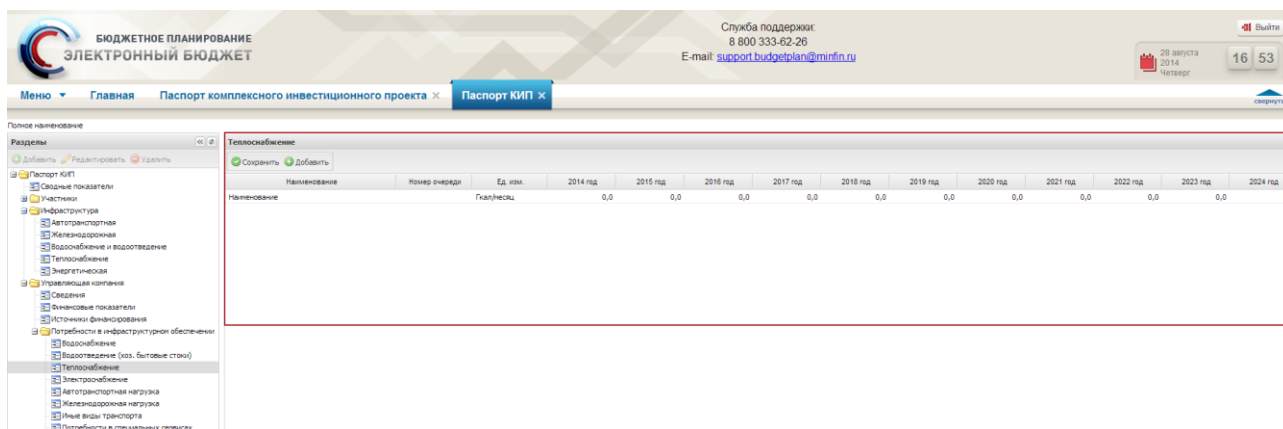 БЮДЖЕТНОЕ ПЛАНИРОВАНИЕ
ЭЛЕКТРОННЫЙ БЮДЖЕТ
Служба поддержки:
8 800 333-62-26
E-mail: support.budgetplan@minfin.ru
Выйти
28 августа
2014
Четверг
16 53
Меню Главная Паспорт комплексного инвестиционного проекта × Паспорт КИП ×
свернуть
Полное наименование
Разделы
Добавить Редактировать Удалить
Паспорт КИП
Сводные показатели
Участники
Инфраструктура
Автотранспортная
Железнодорожная
Водоснабжение и водоотведение
Теплоснабжение
Энергетическая
Управляющая компания
Сведения
Финансовые показатели
Источники финансирования
Потребности в инфраструктурном обеспечении
Водоснабжение
Водоотведение (хоз. бытовые стоки)
Теплоснабжение
Электроснабжение
Автотранспортная нагрузка
Железнодорожная нагрузка
Иные виды транспорта
Потребности в специальных сервисах
Теплоснабжение
Сохранить Добавить
Наименование Номер очереди Ед. изм. 2014 год 2015 год 2016 год 2017 год 2018 год 2019 год 2020 год 2021 год 2022 год 2023 год 2024 год
Наименование Гкал/месяц 0,0 0,0 0,0 0,0 0,0 0,0 0,0 0,0 0,0 0,0